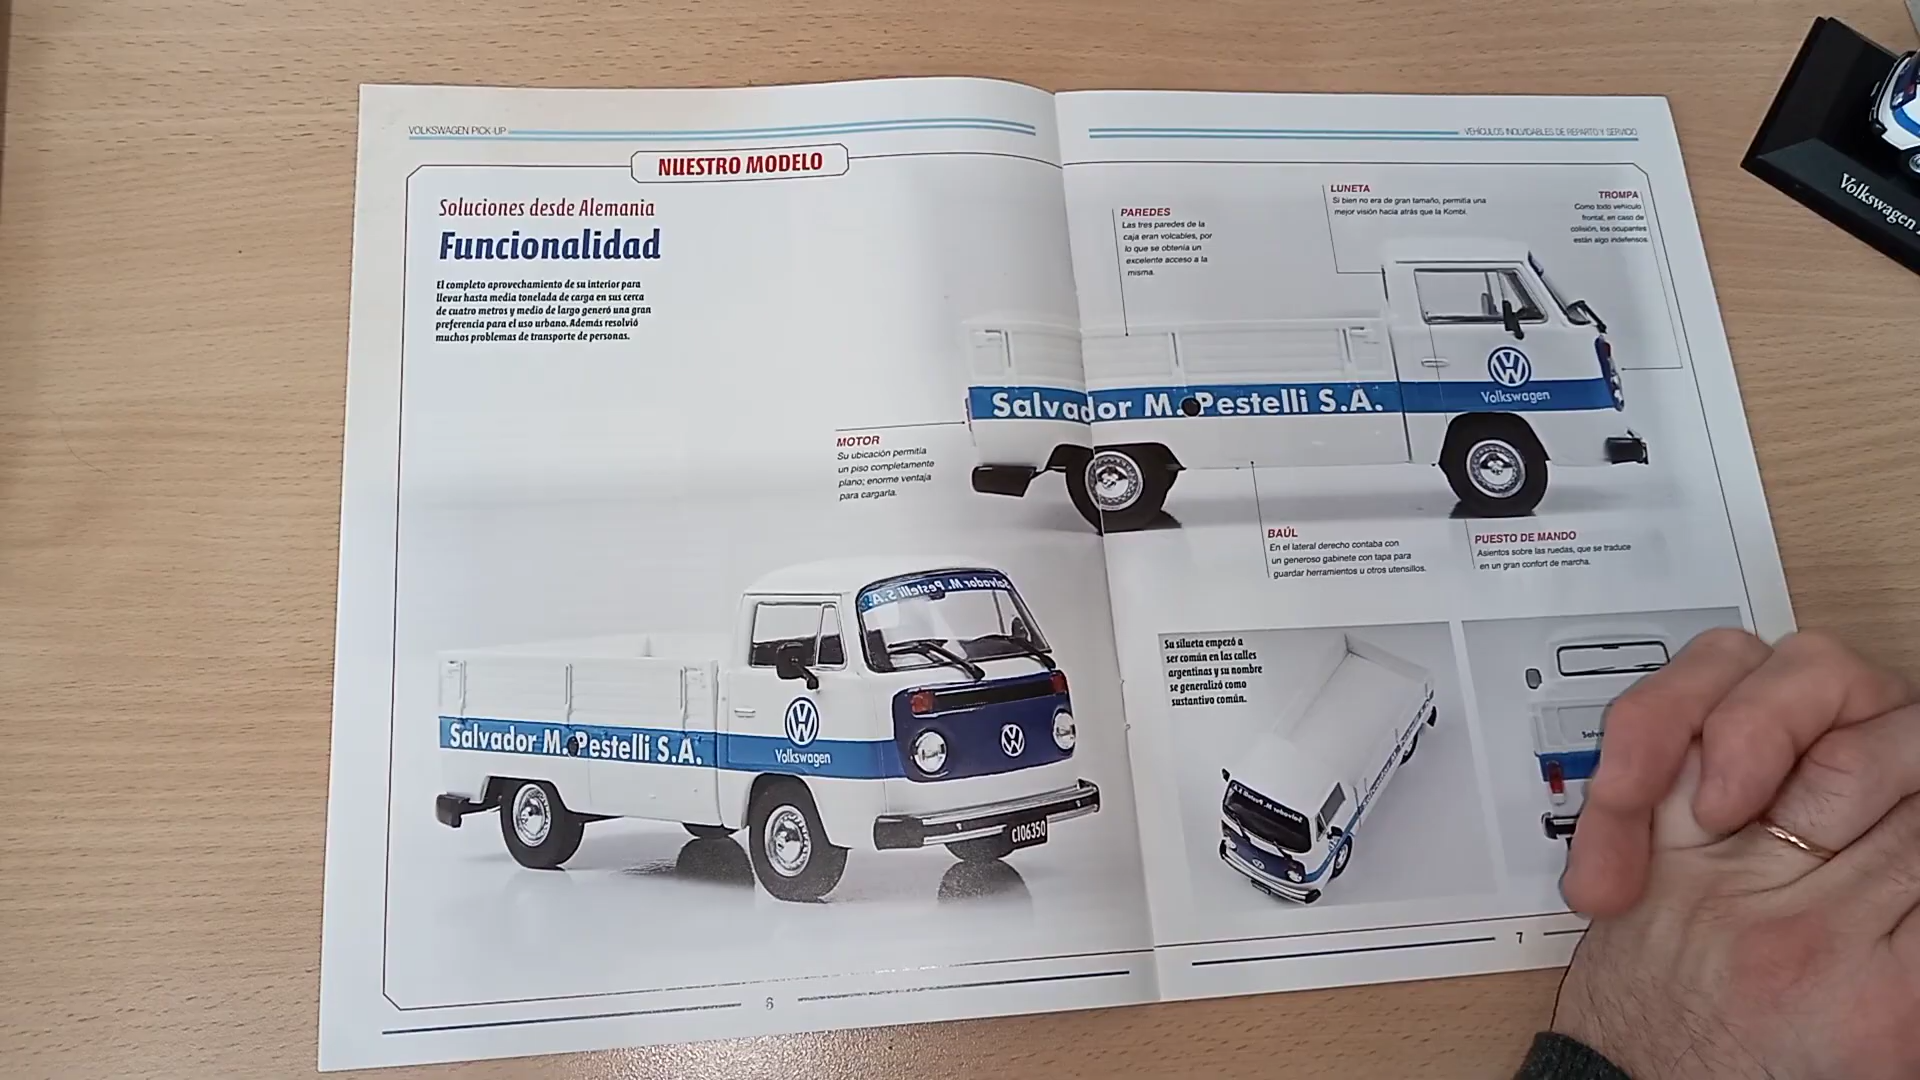 VOLKSWAGEN PICK-UP
NUESTRO MODELO
Soluciones desde Alemania
Funcionalidad
El completo aprovechamiento de su interior para
llevar hasta media tonelada de carga en sus cerca
de cuatro metros y medio de largo generó una gran
preferencia para el uso urbano. Además resolvió
muchos problemas de transporte de personas.
MOTOR
Su ubicación permitía
un piso completamente
plano; enorme ventaja
para cargarla.
Salvador M. Pestelli S.A.
Salvador M. Pestelli S.A.
Volkswagen
C106350
6
VEHÍCULOS INOLVIDABLES DE REPARTO Y SERVICIO
PAREDES
Las tres paredes de la
caja eran volcables, por
lo que se obtenía un
excelente acceso a la
misma.
LUNETA
Si bien no era de gran tamaño, permitía una
mejor visión hacia atrás que la Kombi.
TROMPA
Como todo vehículo
frontal, en caso de
colisión, los ocupantes
están algo indefensos.
Salvador M. Pestelli S.A.
Volkswagen
BAÚL
En el lateral derecho contaba con
un generoso gabinete con tapa para
guardar herramientos u otros utensillos.
PUESTO DE MANDO
Asientos sobre las ruedas, que se traduce
en un gran confort de marcha.
Su silueta empezó a
ser común en las calles
argentinas y su nombre
se generalizó como
sustantivo común.
Salvador M. Pestelli S.A.
7
Volkswagen